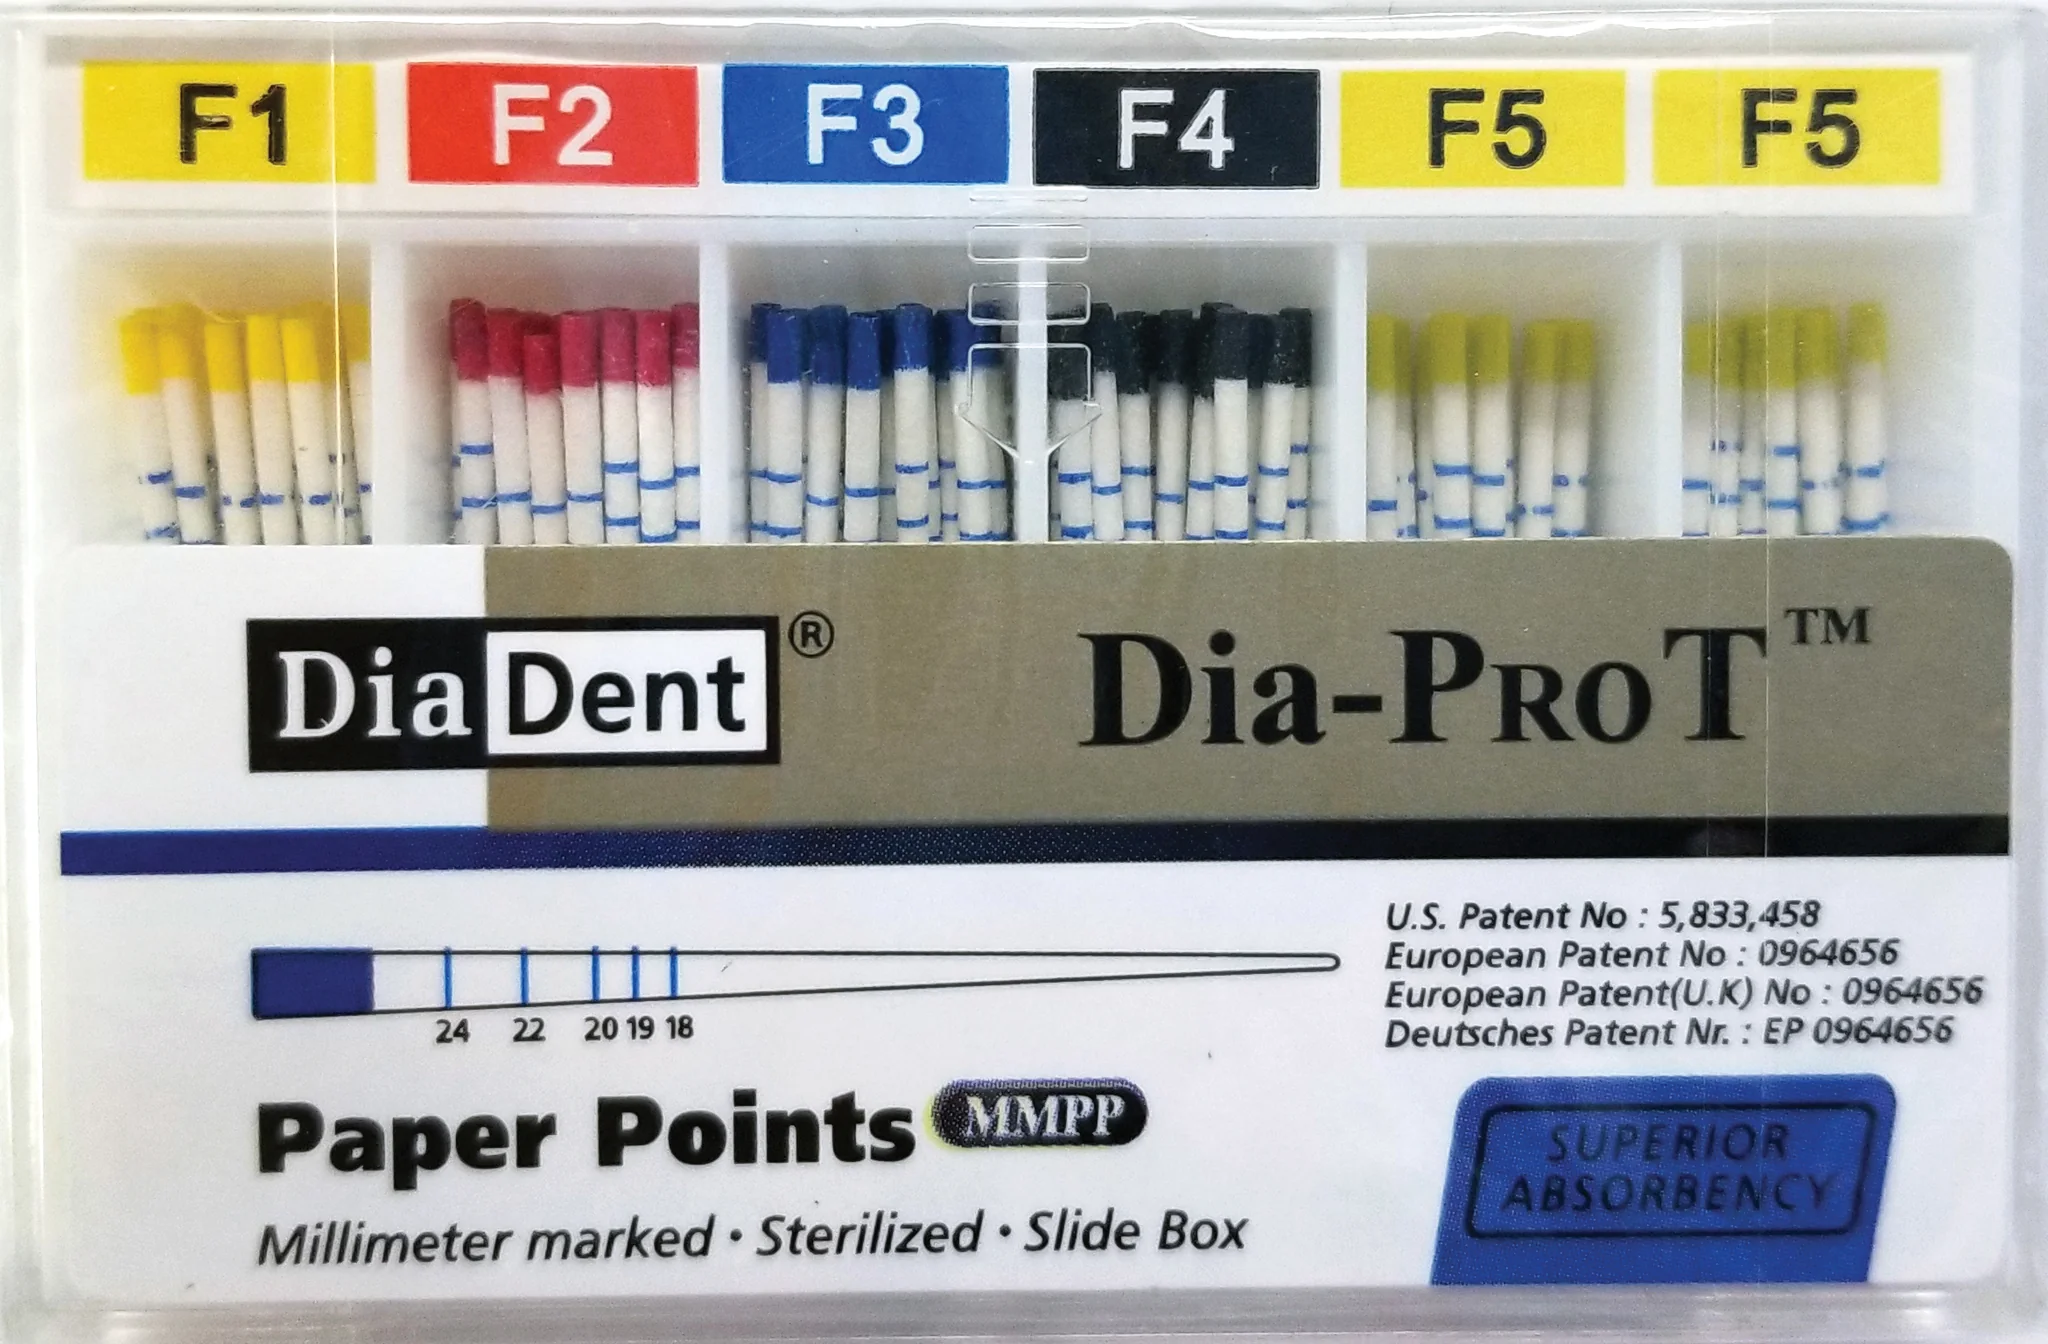 F1 F2 F3 F4 F5 F5
DiaDent® Dia-ProT™
U.S. Patent No : 5,833,458
European Patent No : 0964656
European Patent(U.K) No : 0964656
Deutsches Patent Nr. : EP 0964656
24 22 20 19 18
Paper Points MMPP
Millimeter marked • Sterilized • Slide Box
SUPERIOR
ABSORBENCY